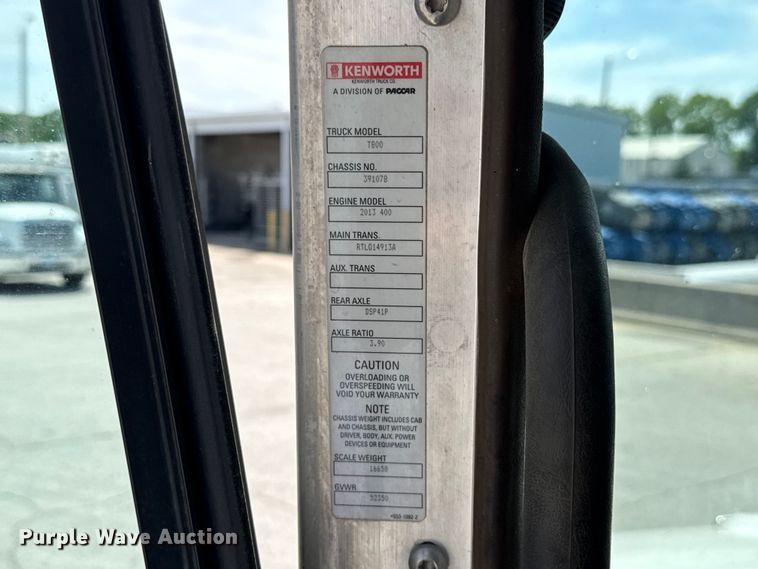 KENWORTH
KENWORTH TRUCK CO.
A DIVISION OF PACCAR
TRUCK MODEL
T800
CHASSIS NO.
391078
ENGINE MODEL
2013 400
MAIN TRANS.
RTLO14913A
AUX. TRANS
REAR AXLE
DSP41P
AXLE RATIO
3.90
CAUTION
OVERLOADING OR
OVERSPEEDING WILL
VOID YOUR WARRANTY
NOTE
CHASSIS WEIGHT INCLUDES CAB
AND CHASSIS, BUT WITHOUT
DRIVER, BODY, AUX. POWER
DEVICES OR EQUIPMENT
SCALE WEIGHT
16658
GVWR
52350
Purple Wave Auction